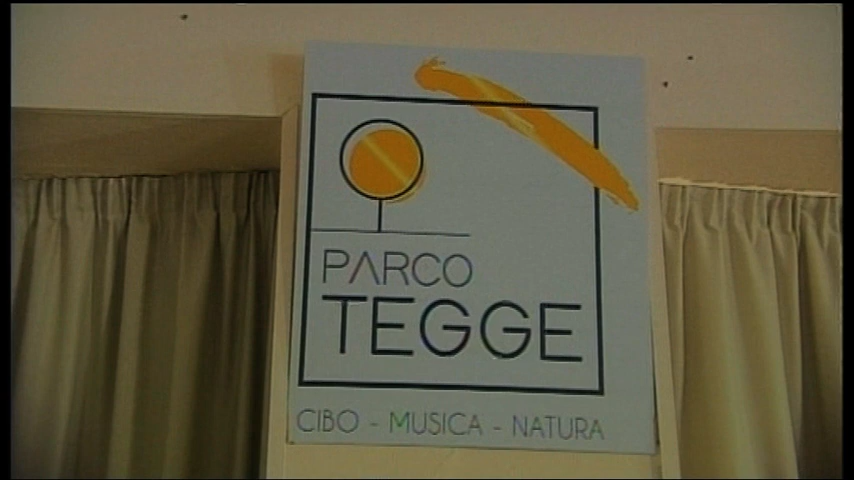 PARCO
TEGGE
CIBO - MUSICA - NATURA